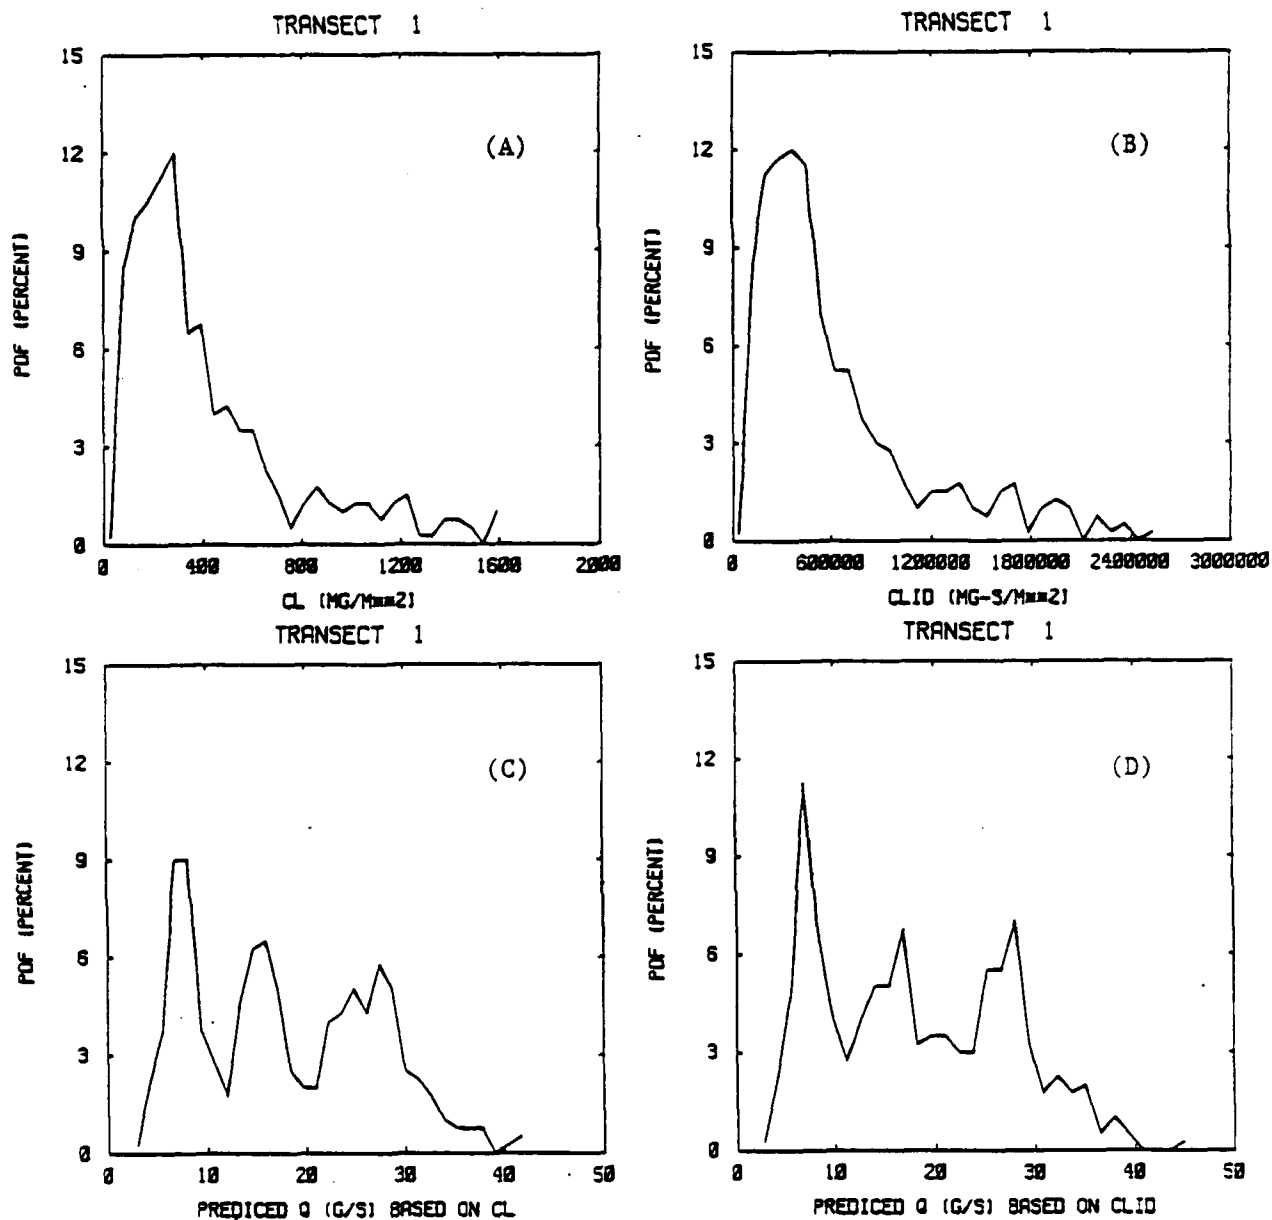 TRANSECT 1
15
12
9
6
3
0
(A)
PDF (PERCENT)
0 400 800 1200 1600 2000
CL (MG/M**2)
TRANSECT 1
15
12
9
6
3
0
(B)
PDF (PERCENT)
0 600000 1200000 1800000 2400000 3000000
CLID (MG-S/M**2)
TRANSECT 1
15
12
9
6
3
0
(C)
PDF (PERCENT)
0 10 20 30 40 50
PREDICED Q (G/S) BASED ON CL
TRANSECT 1
15
12
9
6
3
0
(D)
PDF (PERCENT)
0 10 20 30 40 50
PREDICED Q (G/S) BASED ON CLID